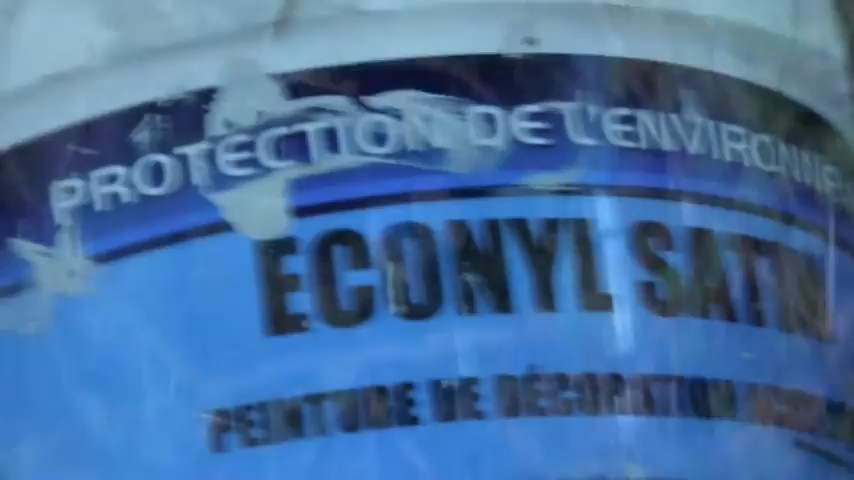 PROTECTION DE L'ENVIRONNE
ECONYL SATIN
PEINTURE DE DÉCORATION